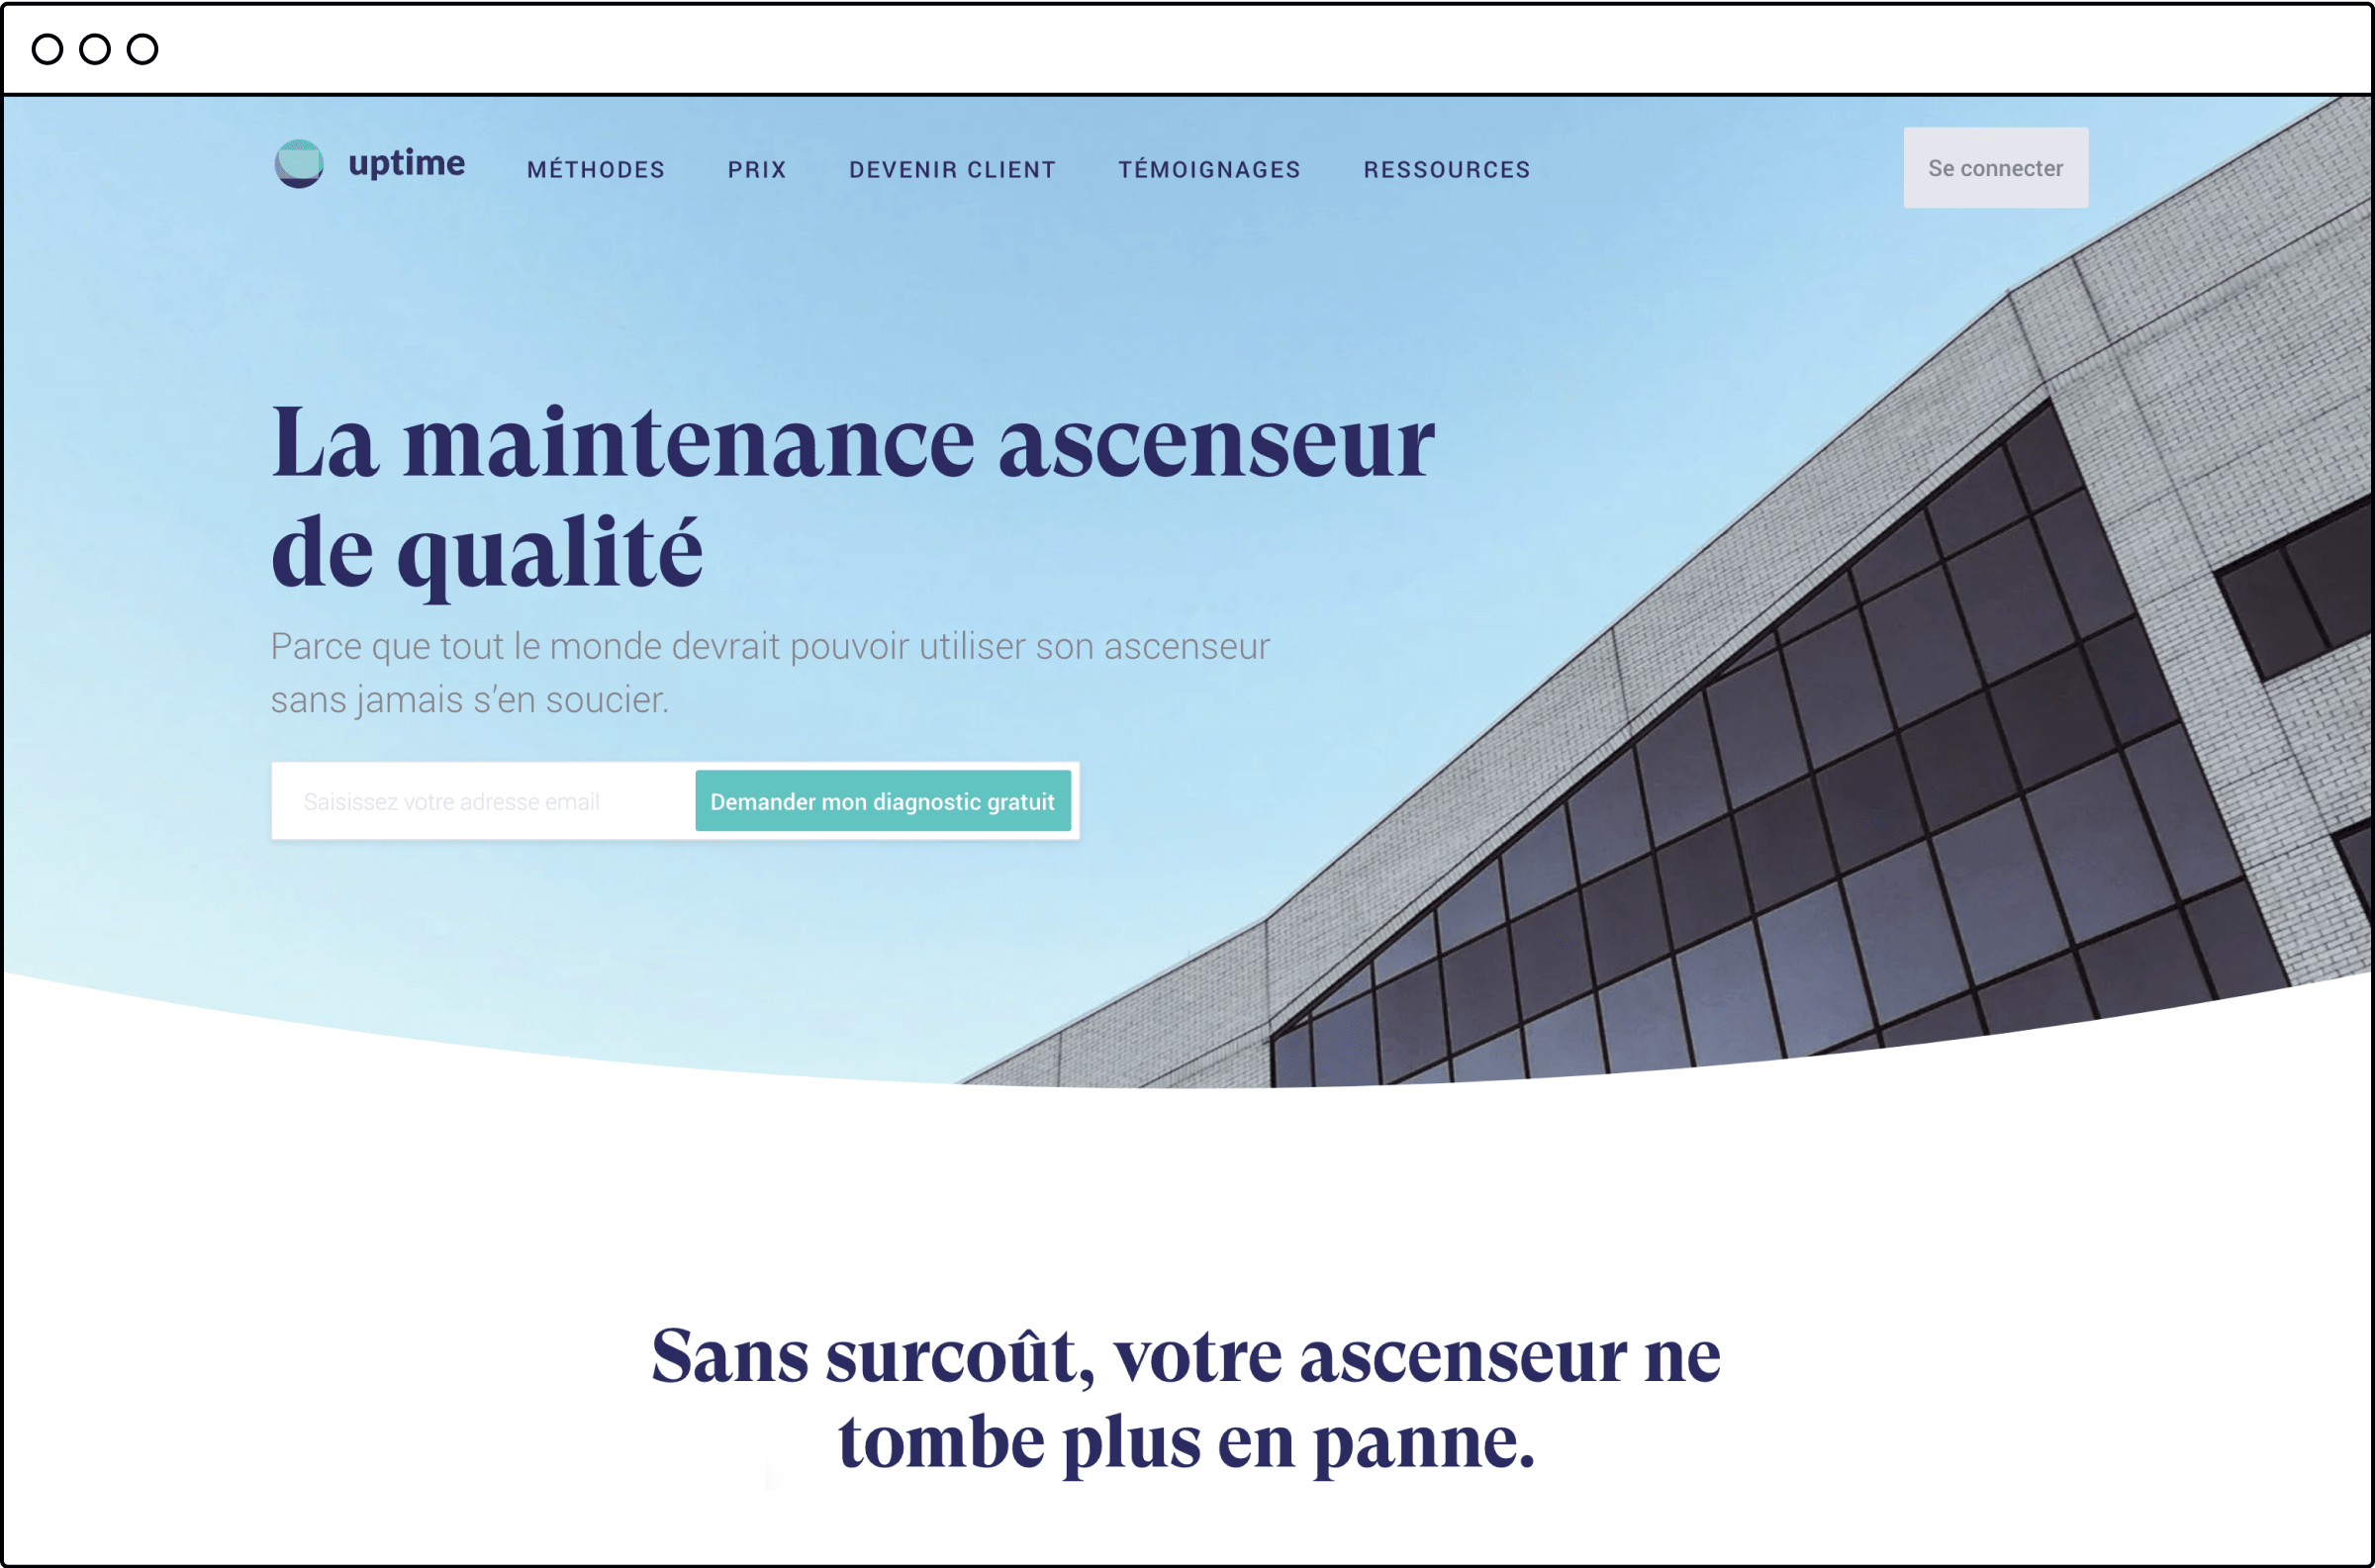 uptime
MÉTHODES
PRIX
DEVENIR CLIENT
TÉMOIGNAGES
RESSOURCES
Se connecter
La maintenance ascenseur
de qualité
Parce que tout le monde devrait pouvoir utiliser son ascenseur
sans jamais s’en soucier.
Saisissez votre adresse email
Demander mon diagnostic gratuit
Sans surcoût, votre ascenseur ne
tombe plus en panne.